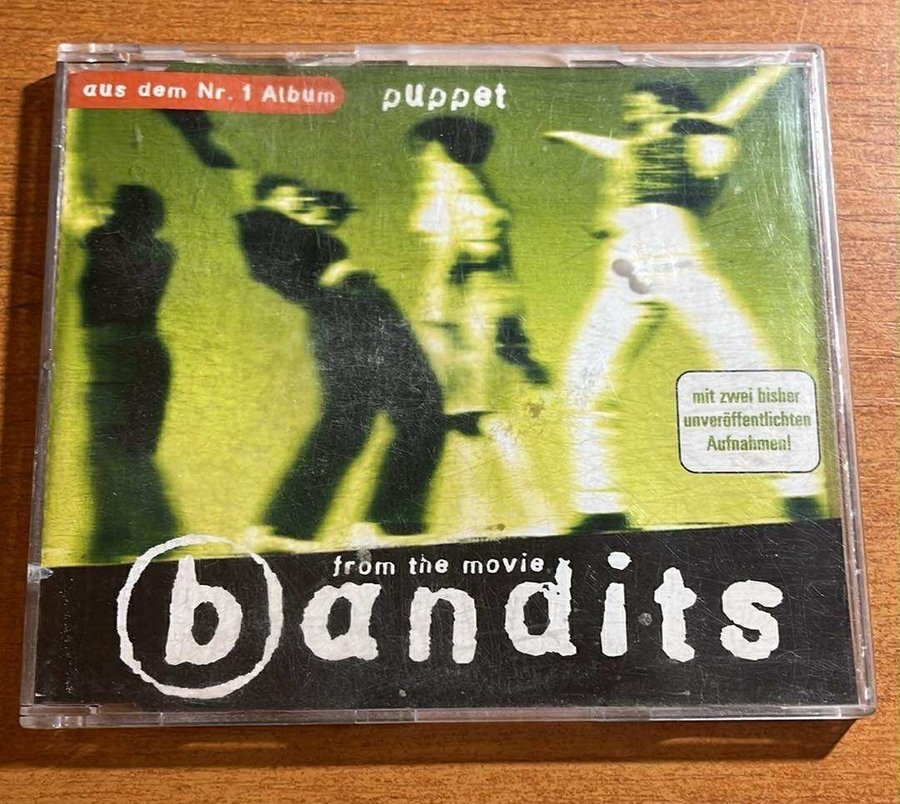 aus dem Nr. 1 Album
puppet
mit zwei bisher
unveröffentlichten
Aufnahmen!
from the movie
bandits